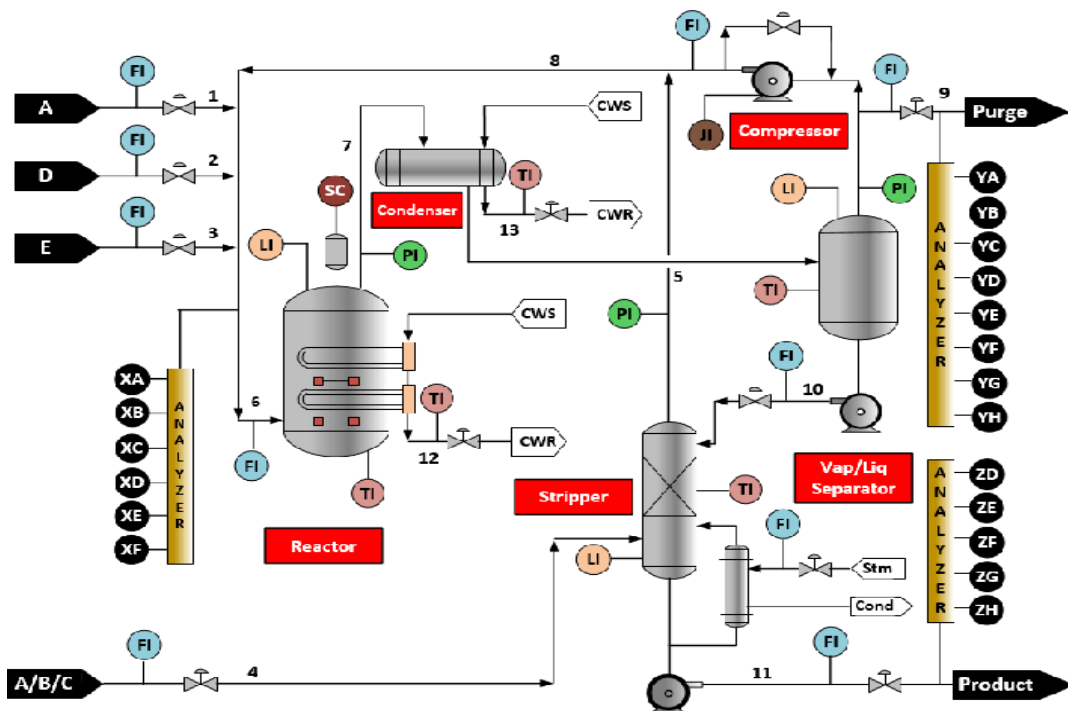 FI
8
FI
FI
1
A
CWS
9
Purge
JI
Compressor
FI
2
D
7
SC
TI
Condenser
13
CWR
LI
PI
YA
YB
YC
YD
YE
YF
YG
YH
ANALYZER
FI
3
E
LI
PI
5
TI
PI
CWS
FI
10
XA
XB
XC
XD
XE
XF
ANALYZER
6
FI
TI
12
CWR
TI
Reactor
Stripper
TI
Vap/Liq
Separator
FI
LI
Stm
Cond
ANALYZER
ZD
ZE
ZF
ZG
ZH
FI
A/B/C
4
FI
11
Product